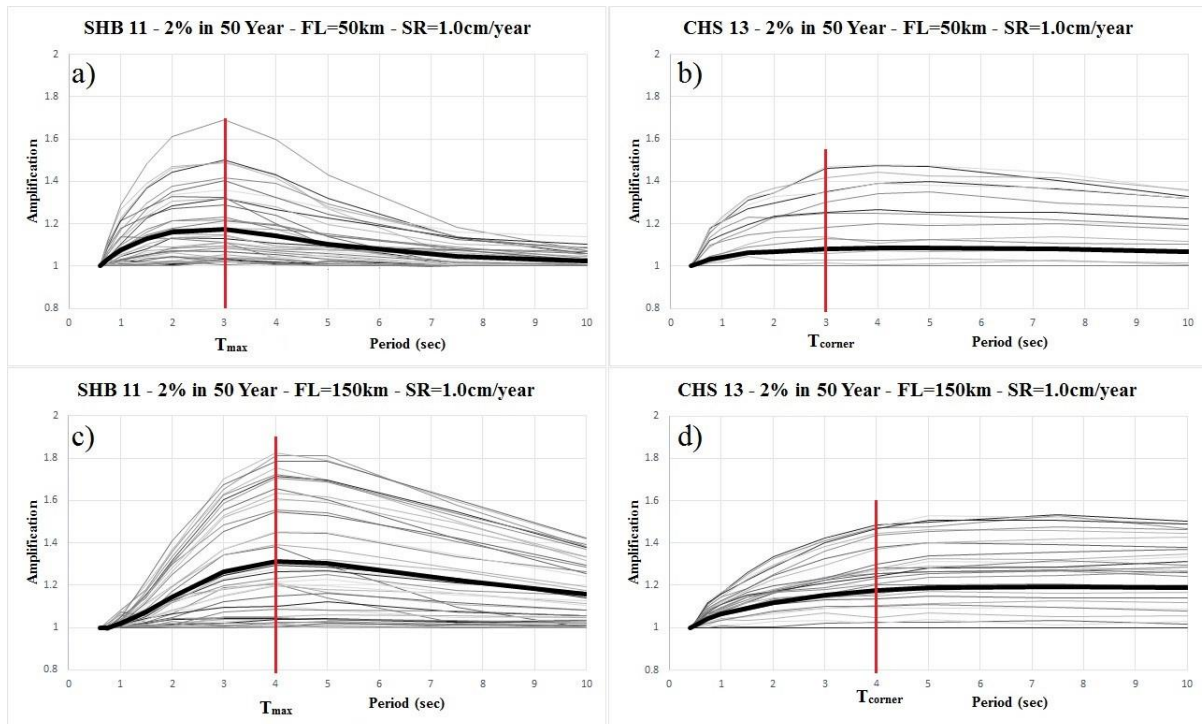 SHB 11 - 2% in 50 Year - FL=50km - SR=1.0cm/year
a)
2
1.8
1.6
1.4
1.2
1
0.8
Amplification
0 1 2 3 4 5 6 7 8 9 10
T_max Period (sec)
CHS 13 - 2% in 50 Year - FL=50km - SR=1.0cm/year
b)
2
1.8
1.6
1.4
1.2
1
0.8
Amplification
0 1 2 3 4 5 6 7 8 9 10
T_corner Period (sec)
SHB 11 - 2% in 50 Year - FL=150km - SR=1.0cm/year
c)
2
1.8
1.6
1.4
1.2
1
0.8
Amplification
0 1 2 3 4 5 6 7 8 9 10
T_max Period (sec)
CHS 13 - 2% in 50 Year - FL=150km - SR=1.0cm/year
d)
2
1.8
1.6
1.4
1.2
1
0.8
Amplification
0 1 2 3 4 5 6 7 8 9 10
T_corner Period (sec)